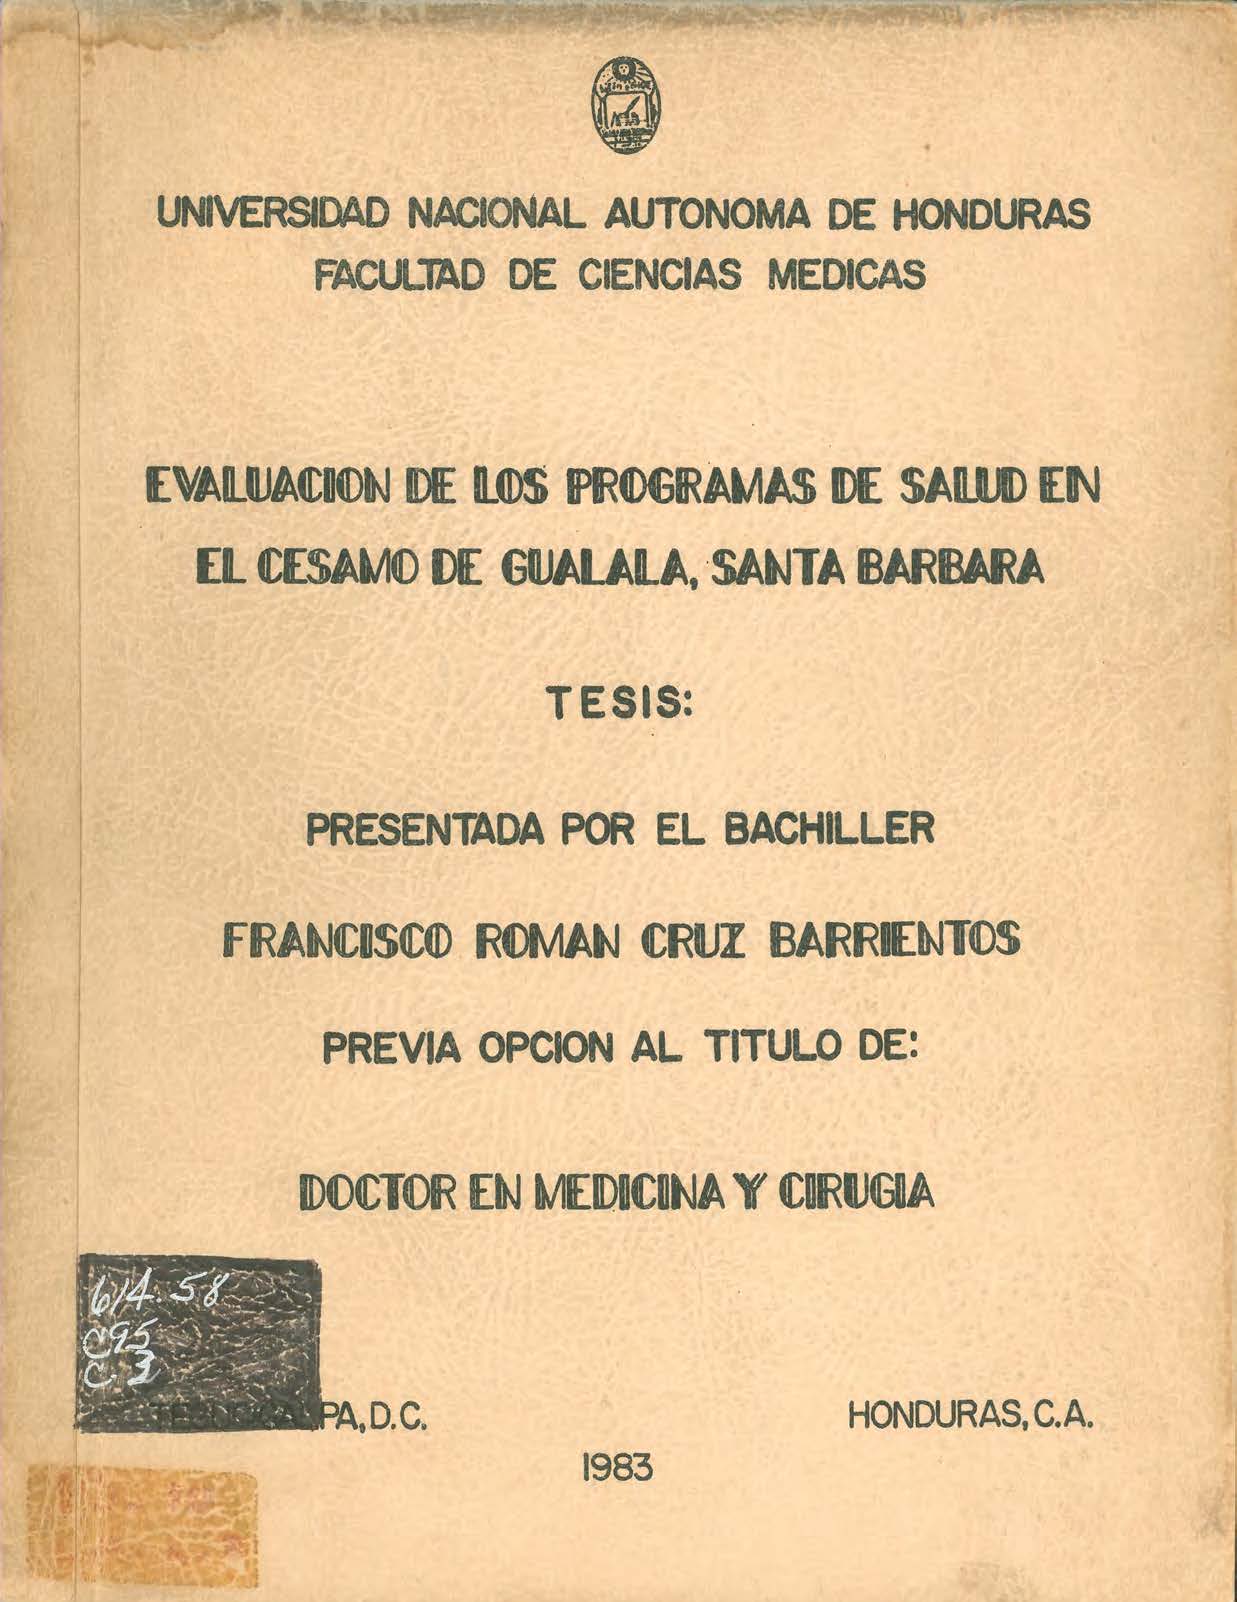 UNIVERSIDAD NACIONAL AUTONOMA DE HONDURAS
FACULTAD DE CIENCIAS MEDICAS
EVALUACION DE LOS PROGRAMAS DE SALUD EN
EL CESAMO DE GUALALA, SANTA BARBARA
TESIS:
PRESENTADA POR EL BACHILLER
FRANCISCO ROMAN CRUZ BARRIENTOS
PREVIA OPCION AL TITULO DE:
DOCTOR EN MEDICINA Y CIRUGIA
614.58
C95
C.3
TEGUCIGALPA, D.C. HONDURAS, C.A.
1983